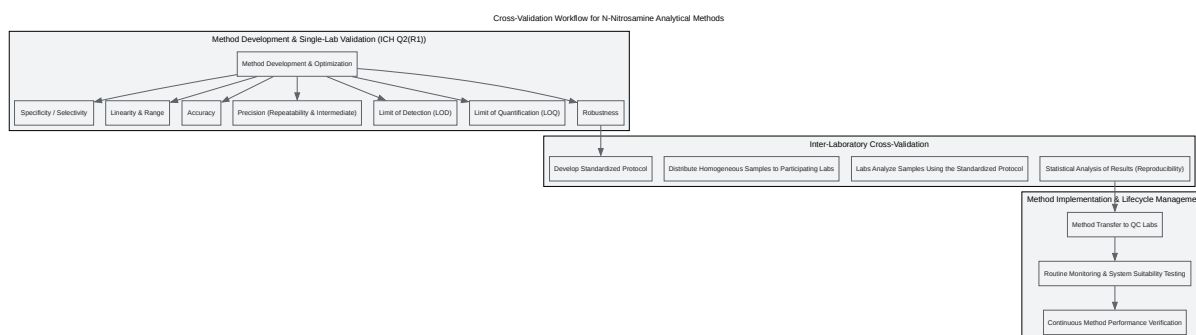 Cross-Validation Workflow for N-Nitrosamine Analytical Methods
Method Development & Single-Lab Validation (ICH Q2(R1))
Method Development & Optimization
Specificity / Selectivity
Linearity & Range
Accuracy
Precision (Repeatability & Intermediate)
Limit of Detection (LOD)
Limit of Quantification (LOQ)
Robustness
Inter-Laboratory Cross-Validation
Develop Standardized Protocol
Distribute Homogeneous Samples to Participating Labs
Labs Analyze Samples Using the Standardized Protocol
Statistical Analysis of Results (Reproducibility)
Method Implementation & Lifecycle Manageme
Method Transfer to QC Labs
Routine Monitoring & System Suitability Testing
Continuous Method Performance Verification